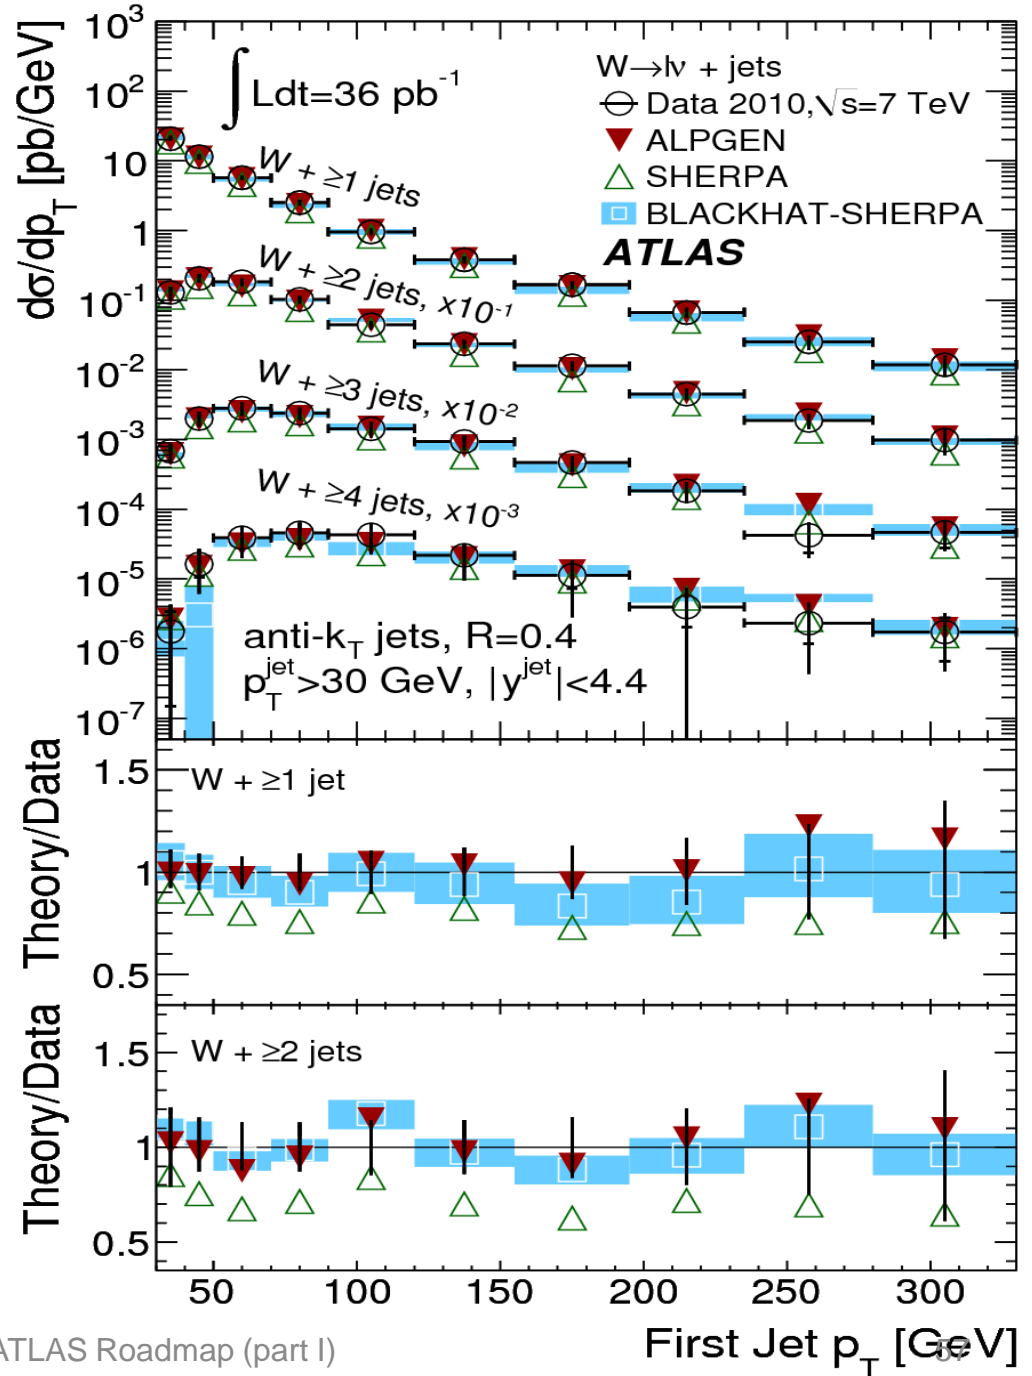 10³
10²
10
1
10⁻¹
10⁻²
10⁻³
10⁻⁴
10⁻⁵
10⁻⁶
10⁻⁷
dσ/dp_T [pb/GeV]
∫ Ldt=36 pb⁻¹
W→lν + jets
Data 2010,√s=7 TeV
ALPGEN
SHERPA
BLACKHAT-SHERPA
ATLAS
W + ≥1 jets
W + ≥2 jets, x10⁻¹
W + ≥3 jets, x10⁻²
W + ≥4 jets, x10⁻³
anti-k_T jets, R=0.4
p_T^jet>30 GeV, |y^jet|<4.4
Theory/Data
1.5
1
0.5
W + ≥1 jet
Theory/Data
1.5
1
0.5
W + ≥2 jets
50 100 150 200 250 300
First Jet p_T [GeV]
ATLAS Roadmap (part I)
57